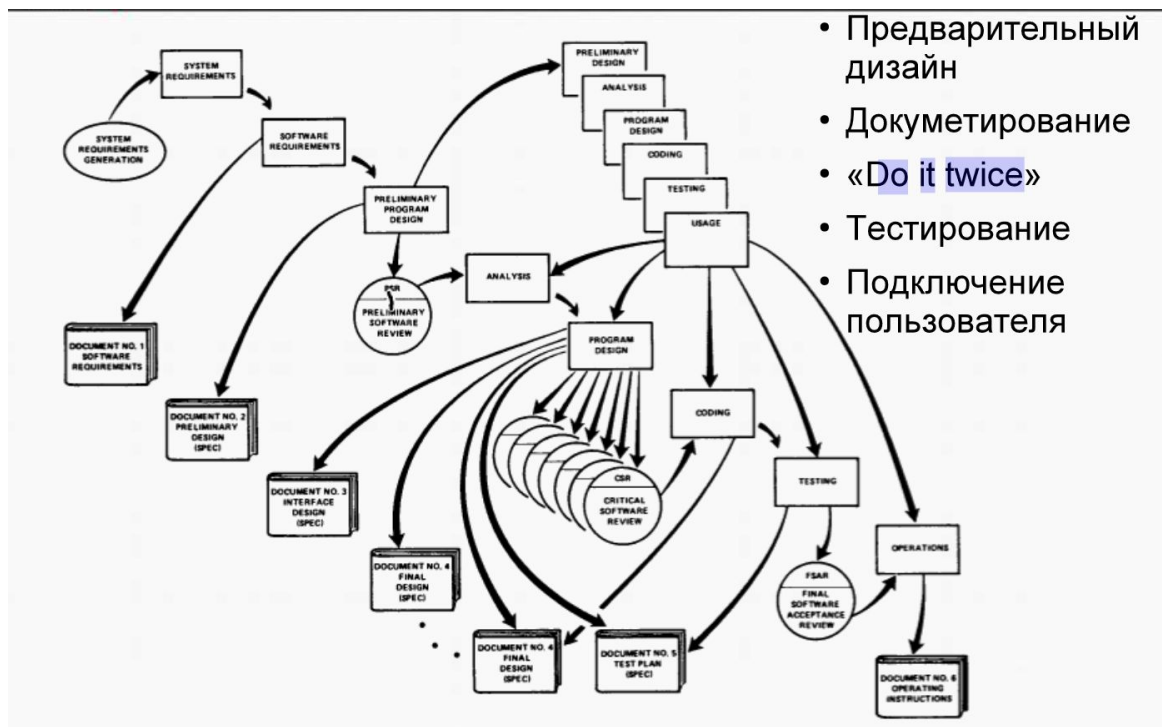 SYSTEM
REQUIREMENTS
SYSTEM
REQUIREMENTS
GENERATION
SOFTWARE
REQUIREMENTS
PRELIMINARY
PROGRAM
DESIGN
PRELIMINARY
DESIGN
ANALYSIS
PROGRAM
DESIGN
CODING
TESTING
USAGE
PRELIMINARY
SOFTWARE
REVIEW
ANALYSIS
PROGRAM
DESIGN
CODING
TESTING
OPERATIONS
CSR
CRITICAL
SOFTWARE
REVIEW
FSAR
FINAL
SOFTWARE
ACCEPTANCE
REVIEW
DOCUMENT NO. 1
SOFTWARE
REQUIREMENTS
DOCUMENT NO. 2
PRELIMINARY
DESIGN
(SPEC)
DOCUMENT NO. 3
INTERFACE
DESIGN
(SPEC)
DOCUMENT NO. 4
FINAL
DESIGN
(SPEC)
DOCUMENT NO. 4
FINAL
DESIGN
(SPEC)
DOCUMENT NO. 5
TEST PLAN
(SPEC)
DOCUMENT NO. 6
OPERATING
INSTRUCTIONS
• Предварительный
дизайн
• Докуметирование
• «Do it twice»
• Тестирование
• Подключение
пользователя